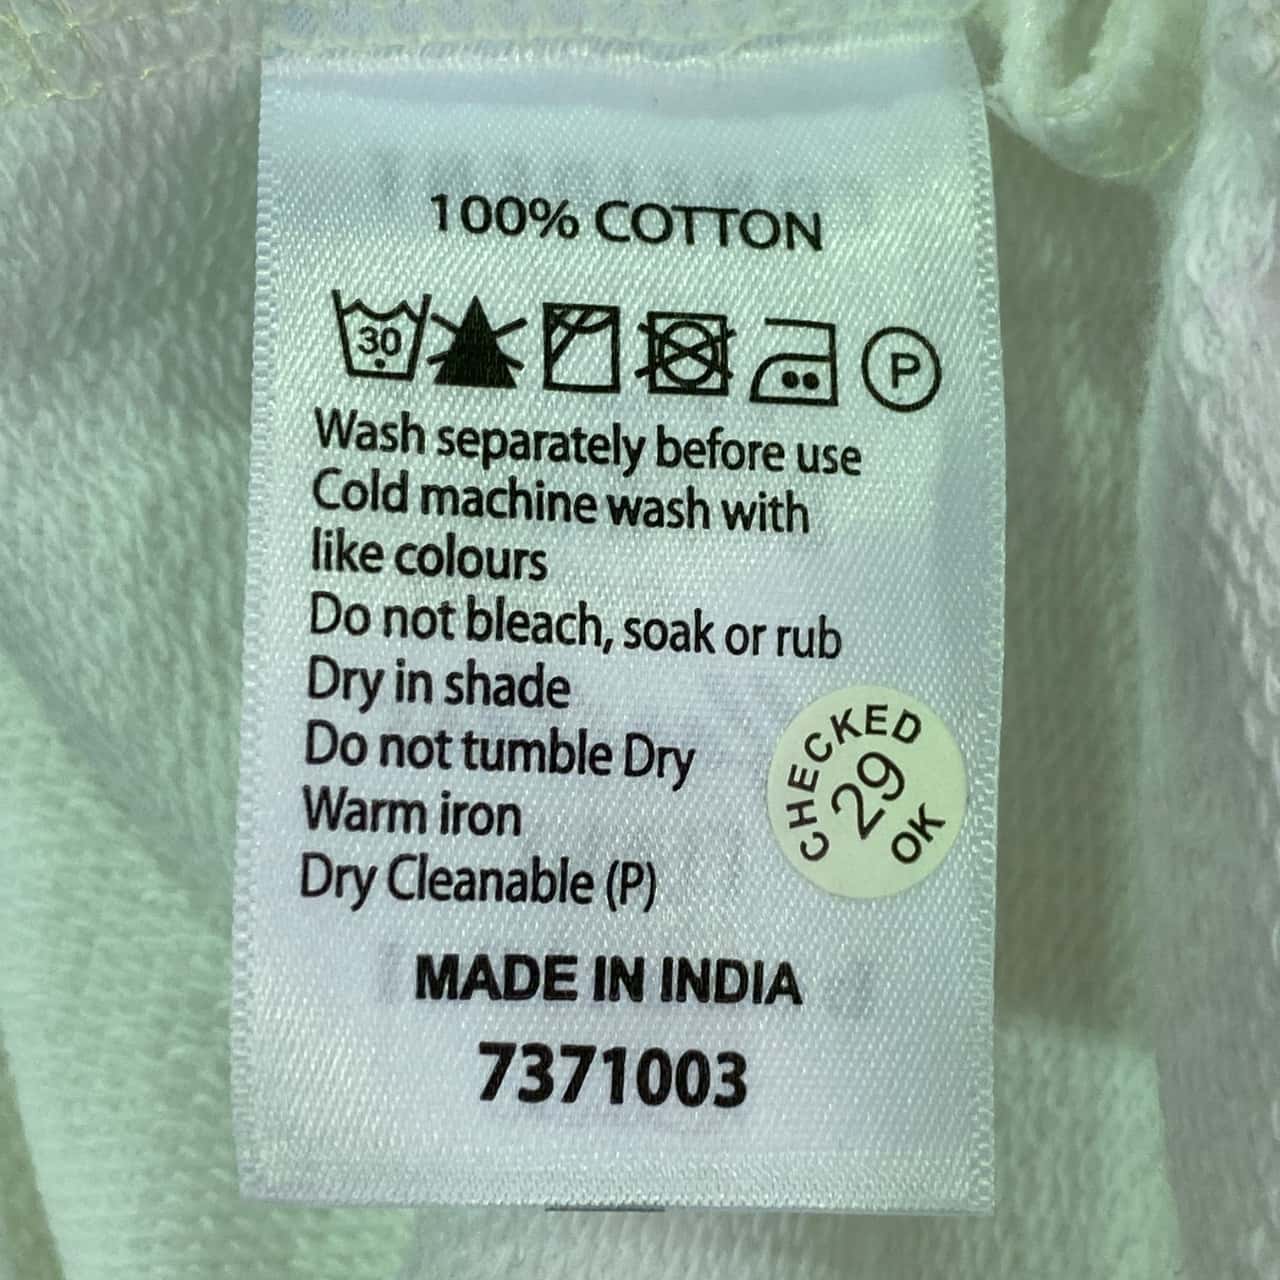 100% COTTON
30
P
Wash separately before use
Cold machine wash with
like colours
Do not bleach, soak or rub
Dry in shade
Do not tumble Dry
Warm iron
Dry Cleanable (P)
CHECKED
29
OK
MADE IN INDIA
7371003